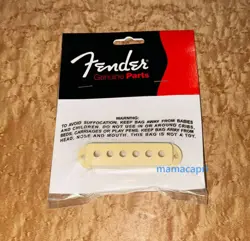 Fender
Genuine Parts
WARNING:
TO AVOID SUFFOCATION, KEEP BAG AWAY FROM BABIES
AND CHILDREN. DO NOT USE IN OR AROUND CRIBS
BEDS, CARRIAGES OR PLAY PENS. KEEP BAG AWAY FROM
HEAD, NOSE AND MOUTH. THIS BAG IS NOT A TOY.
mamacapri